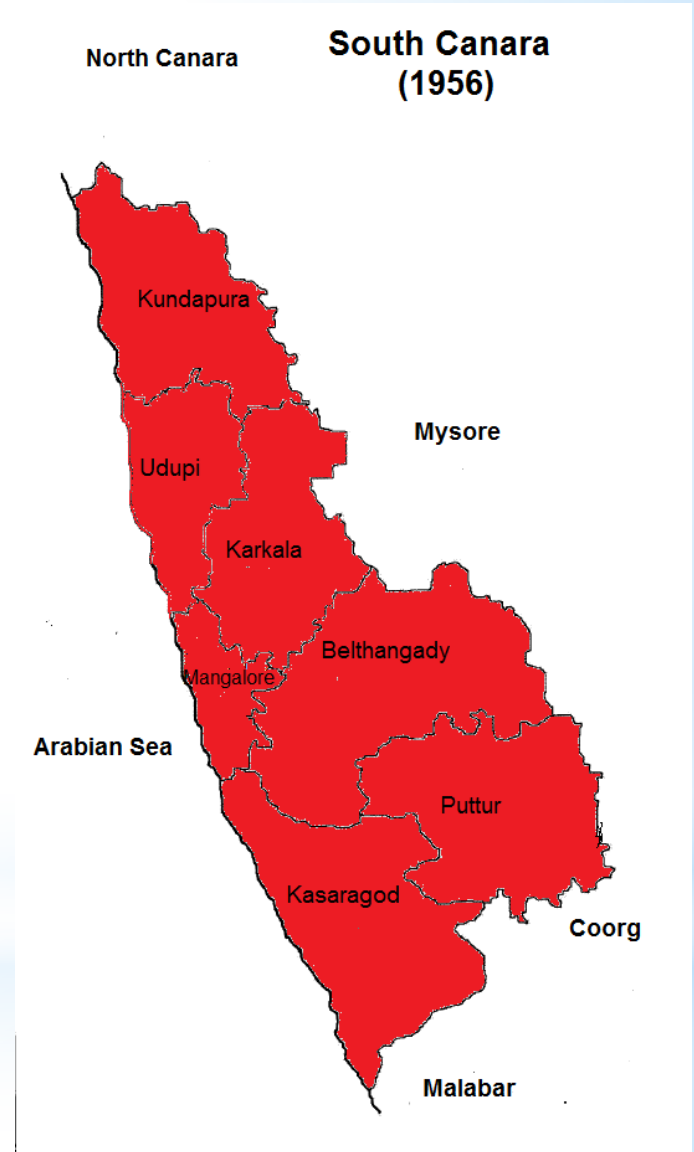 South Canara
(1956)
North Canara
Kundapura
Mysore
Udupi
Karkala
Belthangady
Mangalore
Arabian Sea
Puttur
Kasaragod
Coorg
Malabar